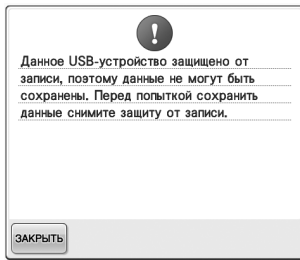 Данное USB-устройство защищено от
записи, поэтому данные не могут быть
сохранены. Перед попыткой сохранить
данные снимите защиту от записи.
ЗАКРЫТЬ